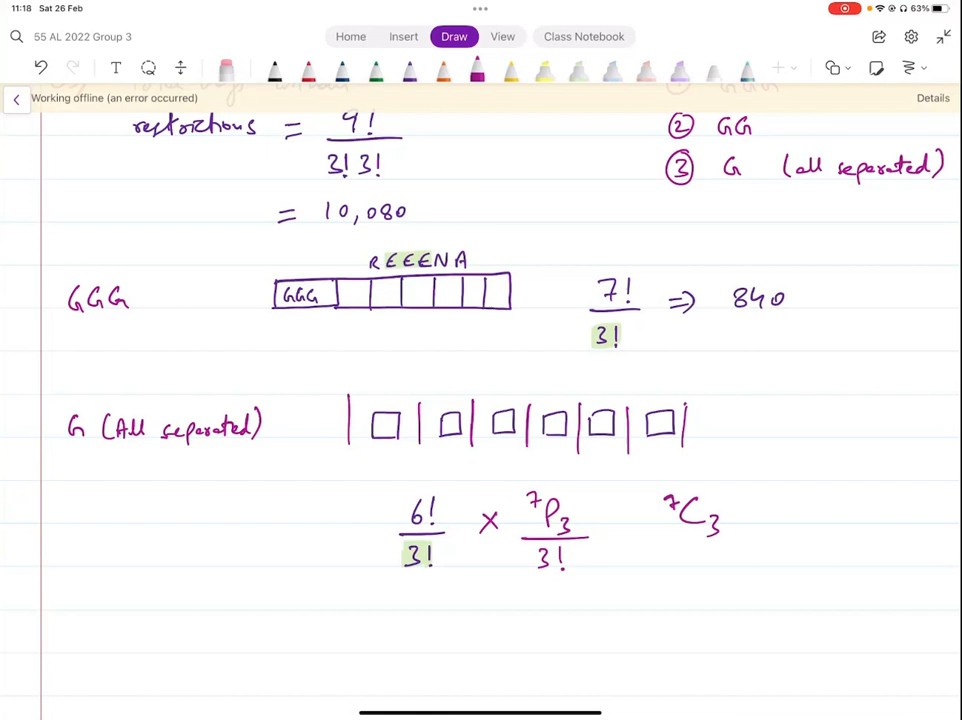 11:18 Sat 26 Feb
63%
55 AL 2022 Group 3
Home Insert Draw View Class Notebook
Working offline (an error occurred) Details
GGG
restrictions = 9!
3! 3!
② GG
③ G (all separated)
= 10,080
REEENA
GGG GGG 7!
3! ⇒ 840
G (All separated)
6!
3! × ⁷P₃
3! ⁷C₃